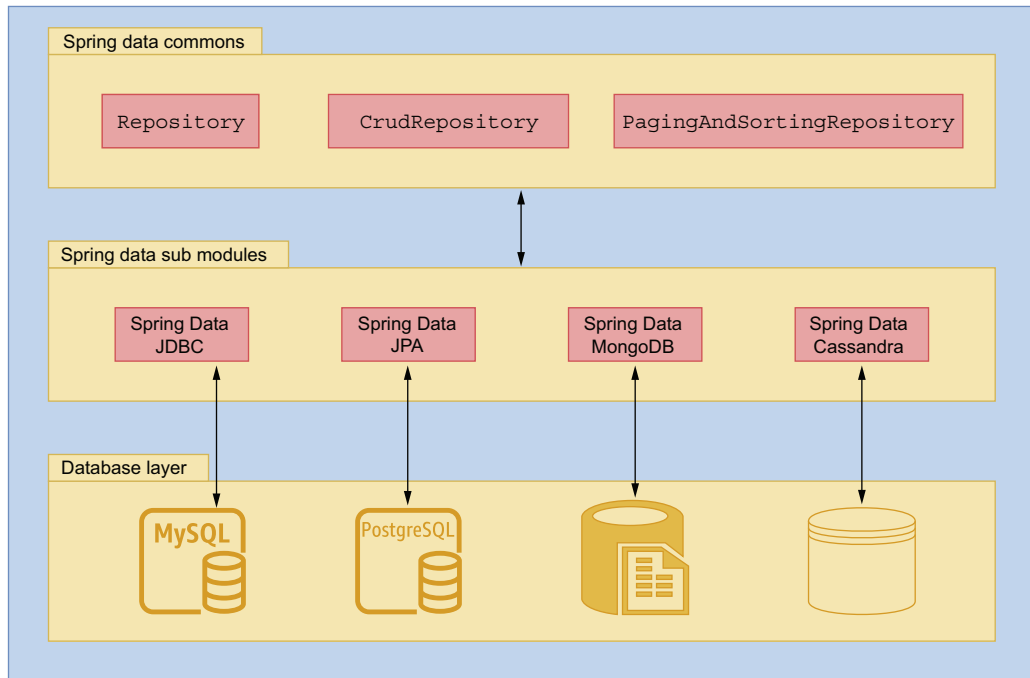 Spring data commons
Repository
CrudRepository
PagingAndSortingRepository
Spring data sub modules
Spring Data
JDBC
Spring Data
JPA
Spring Data
MongoDB
Spring Data
Cassandra
Database layer
MySQL
PostgreSQL